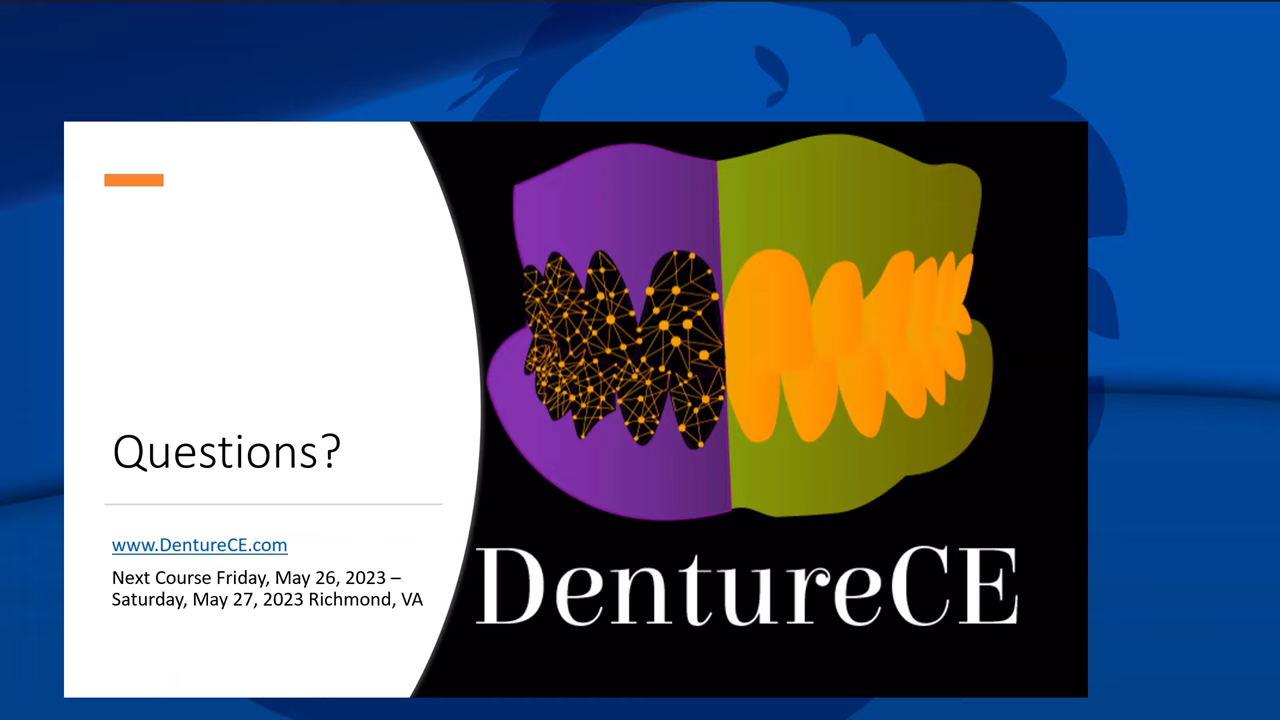 Questions?
www.DentureCE.com
Next Course Friday, May 26, 2023 –
Saturday, May 27, 2023 Richmond, VA
DentureCE